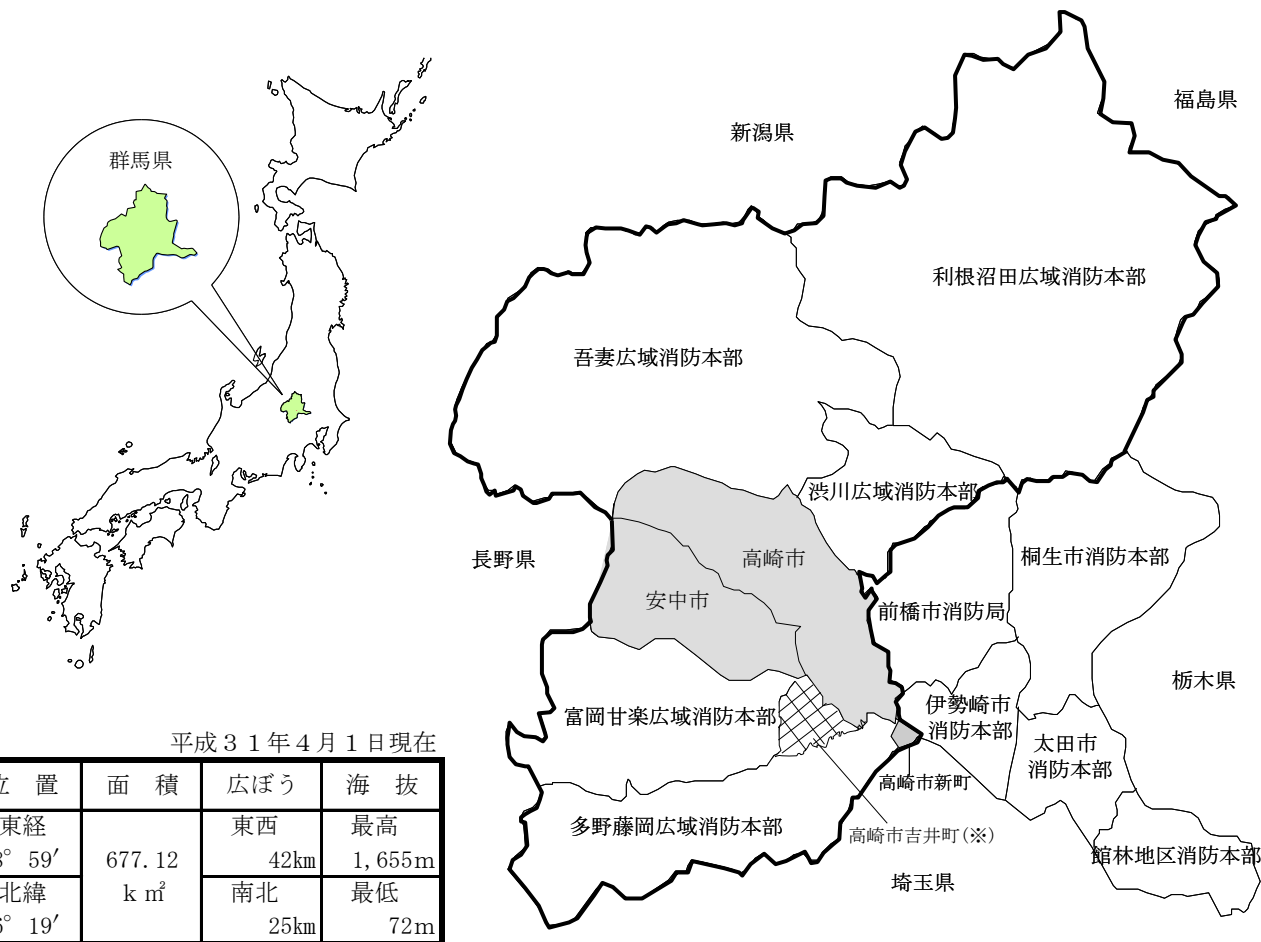 群馬県
福島県
新潟県
利根沼田広域消防本部
吾妻広域消防本部
渋川広域消防本部
長野県
高崎市
桐生市消防本部
安中市
前橋市消防局
栃木県
富岡甘楽広域消防本部
伊勢崎市
消防本部
太田市
消防本部
高崎市新町
多野藤岡広域消防本部
高崎市吉井町(※)
館林地区消防本部
埼玉県
平成31年4月1日現在
位 置 面 積 広ぼう 海 抜
東経 東西 最高
8° 59′ 677.12 42km 1,655m
北緯 k㎡ 南北 最低
6° 19′ 25km 72m